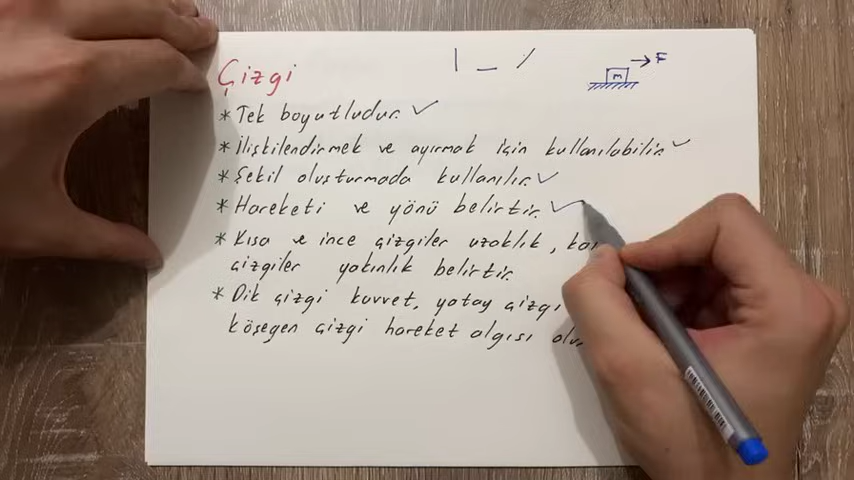 Çizgi
m F
* Tek boyutludur.
* İlişkilendirmek ve ayırmak için kullanılabilir.
* Şekil oluşturmada kullanılır.
* Hareketi ve yönü belirtir.
* Kısa ve ince çizgiler uzaklık,
çizgiler yakınlık belirtir.
* Dik çizgi kuvvet, yatay çizgi
köşegen çizgi hareket algısı